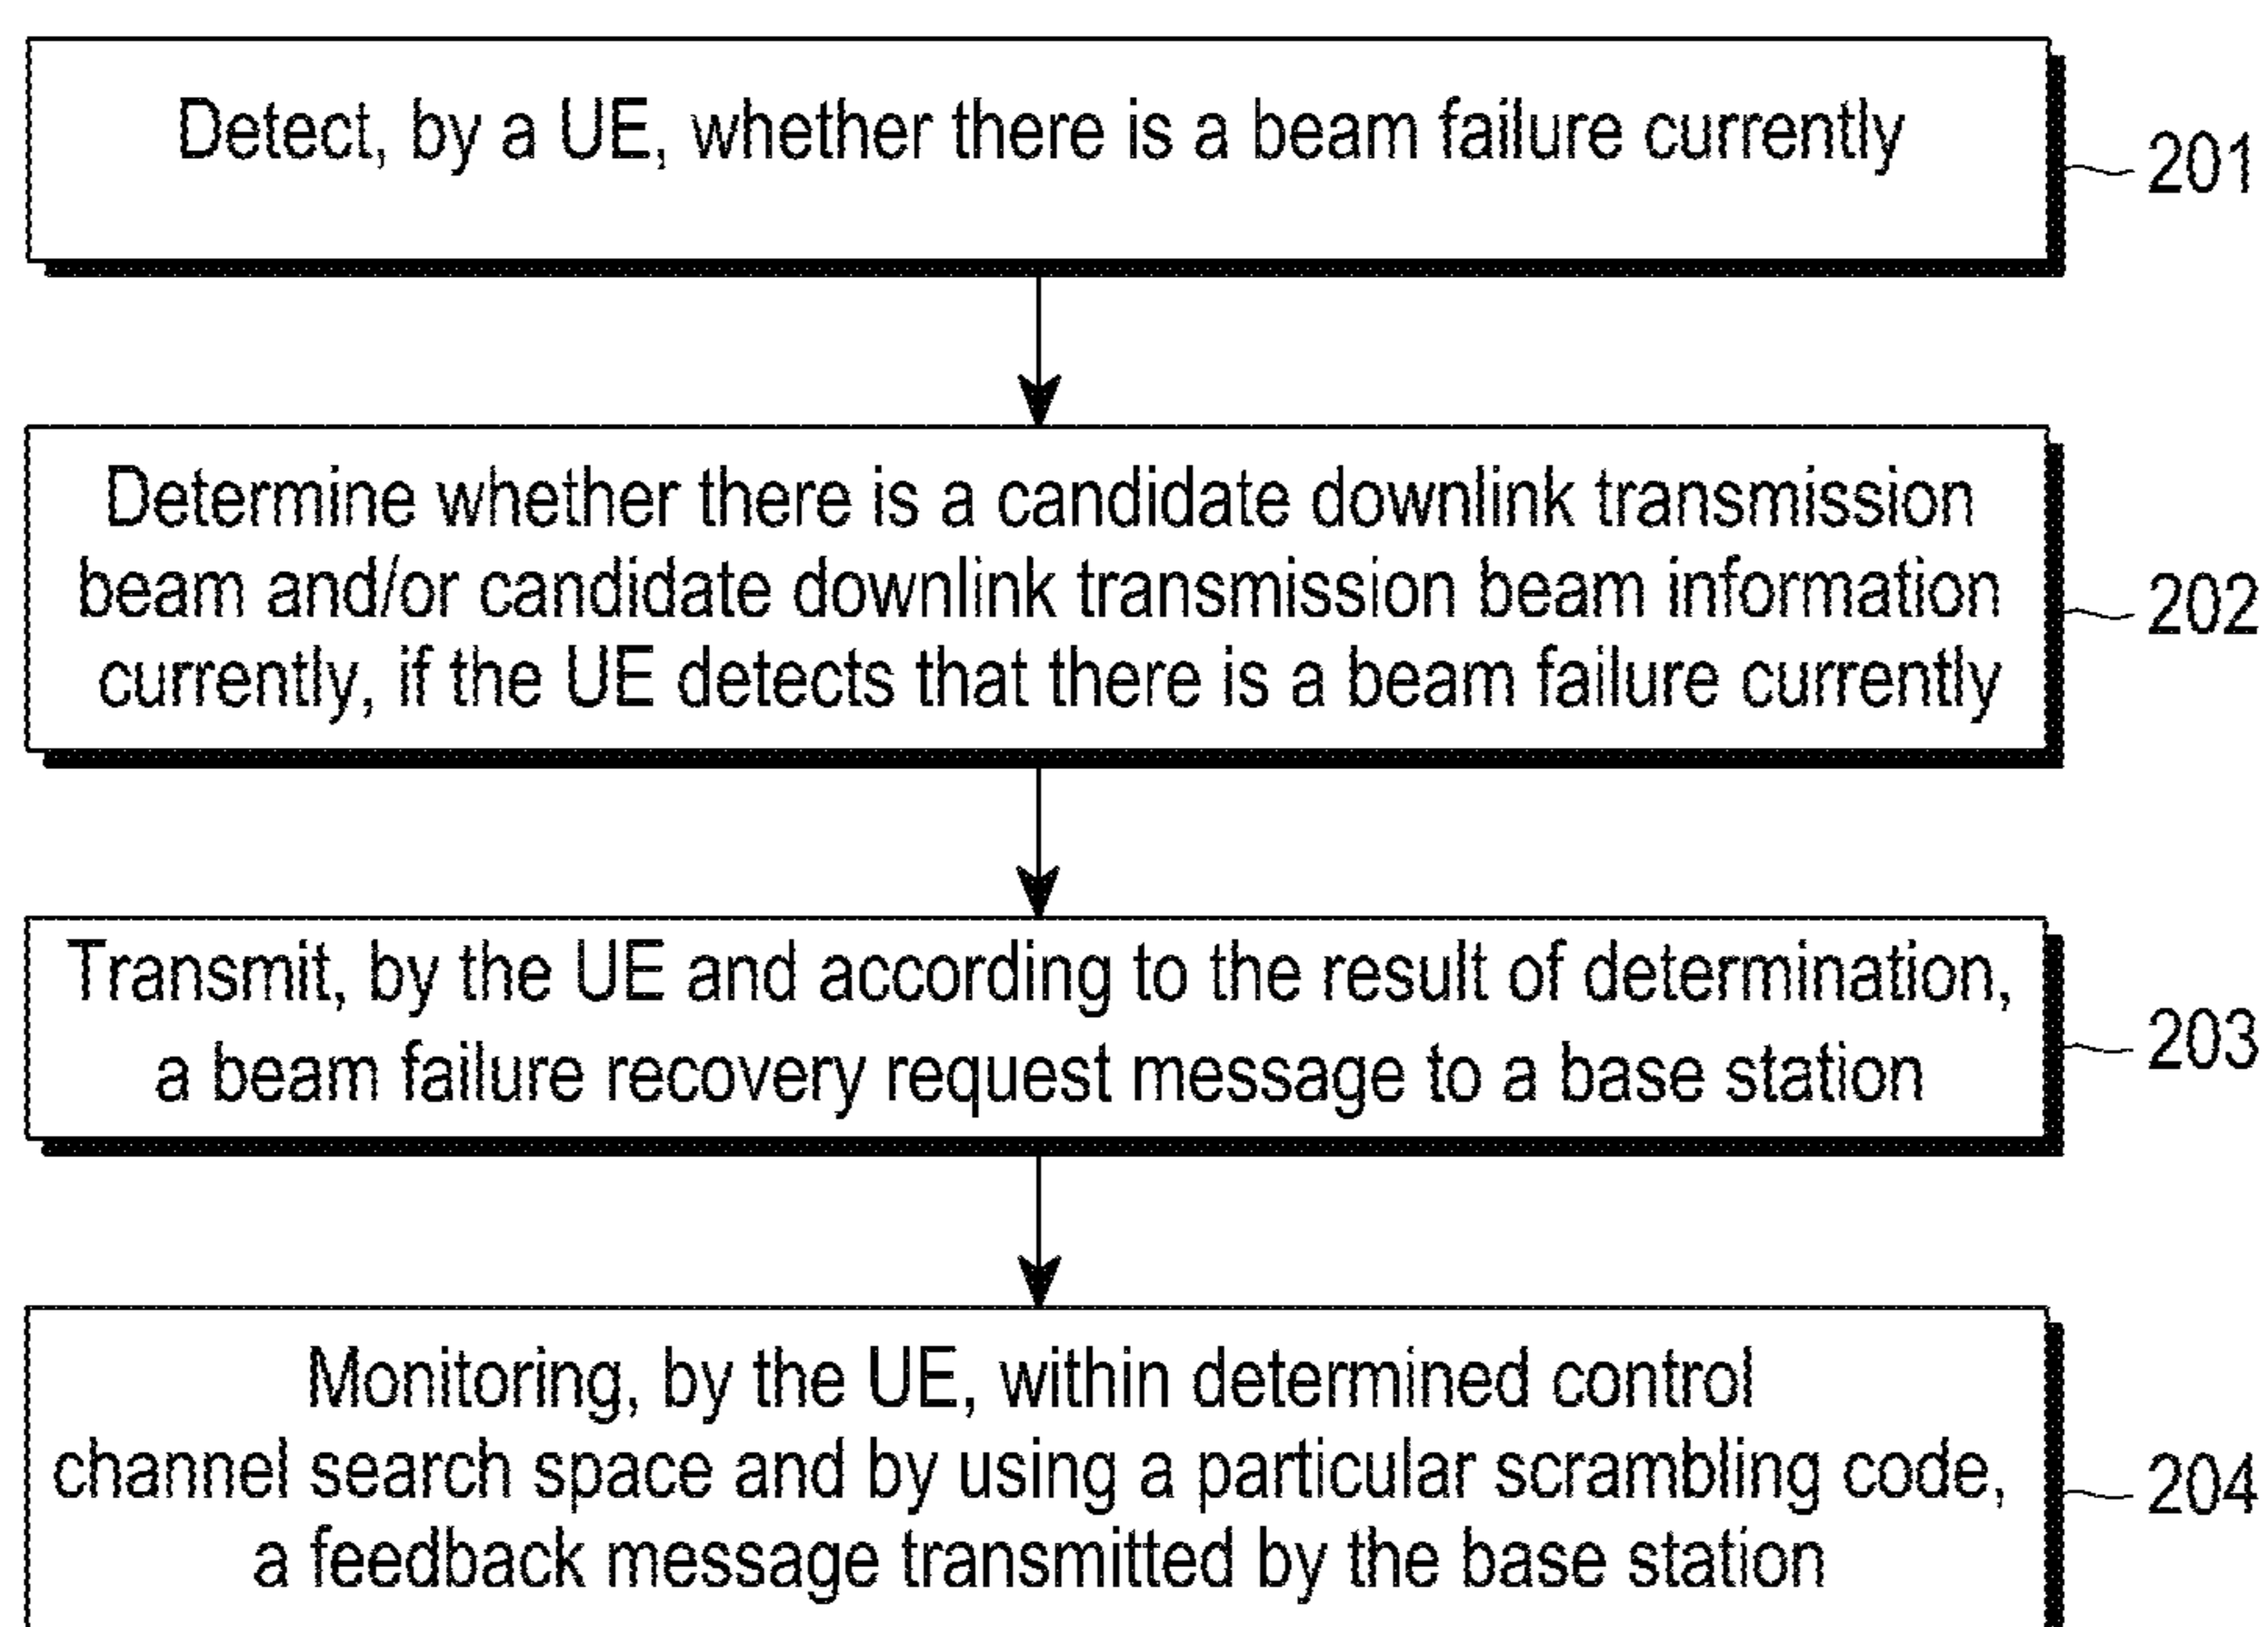 Detect, by a UE, whether there is a beam failure currently
201
Determine whether there is a candidate downlink transmission
beam and/or candidate downlink transmission beam information
currently, if the UE detects that there is a beam failure currently
202
Transmit, by the UE and according to the result of determination,
a beam failure recovery request message to a base station
203
Monitoring, by the UE, within determined control
channel search space and by using a particular scrambling code,
a feedback message transmitted by the base station
204